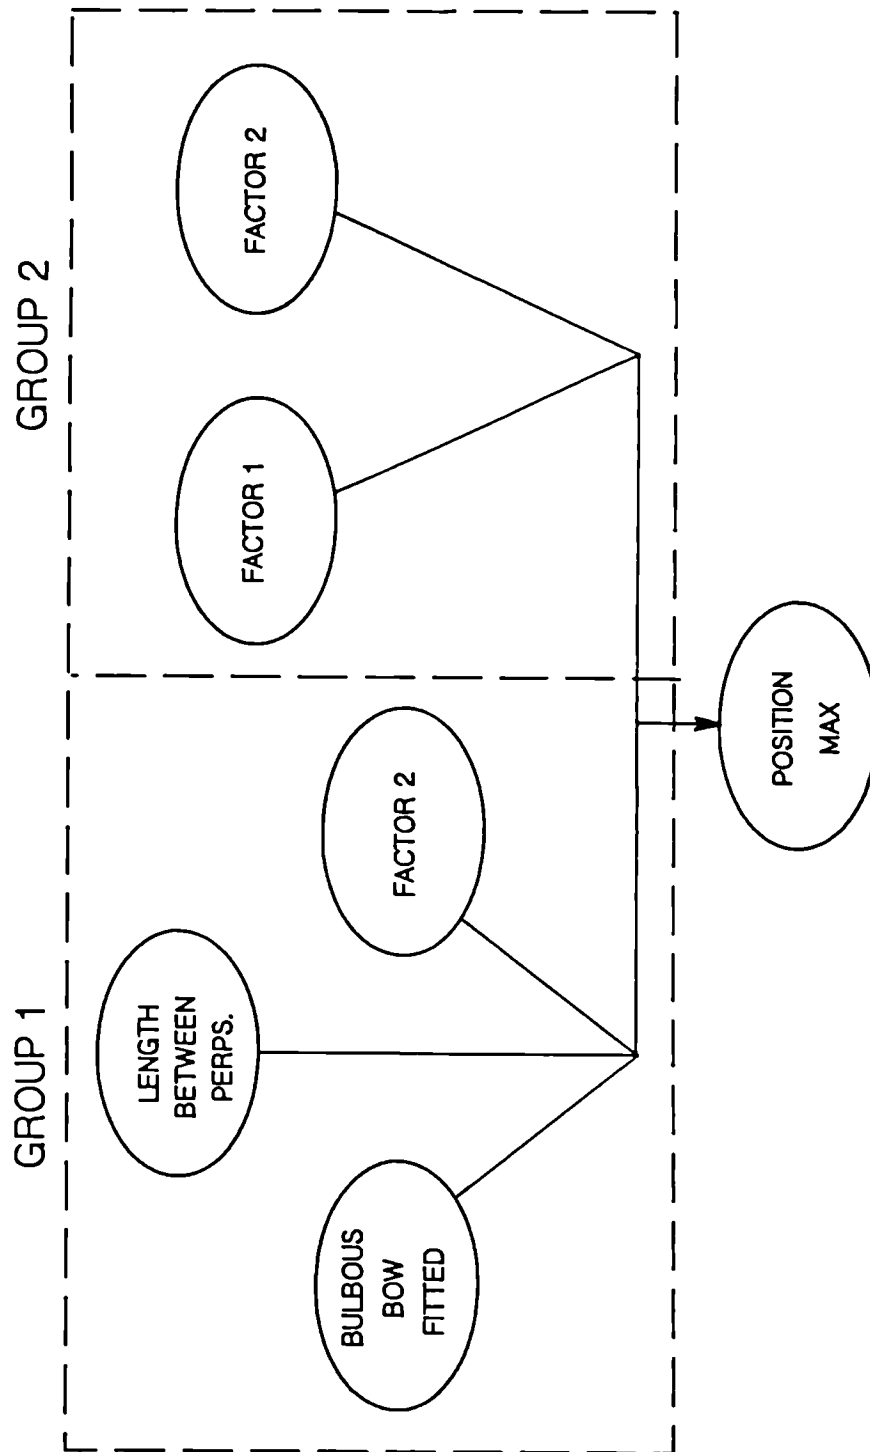 GROUP 1
GROUP 2
LENGTH
BETWEEN
PERPS.
BULBOUS
BOW
FITTED
FACTOR 2
FACTOR 1
FACTOR 2
POSITION
MAX